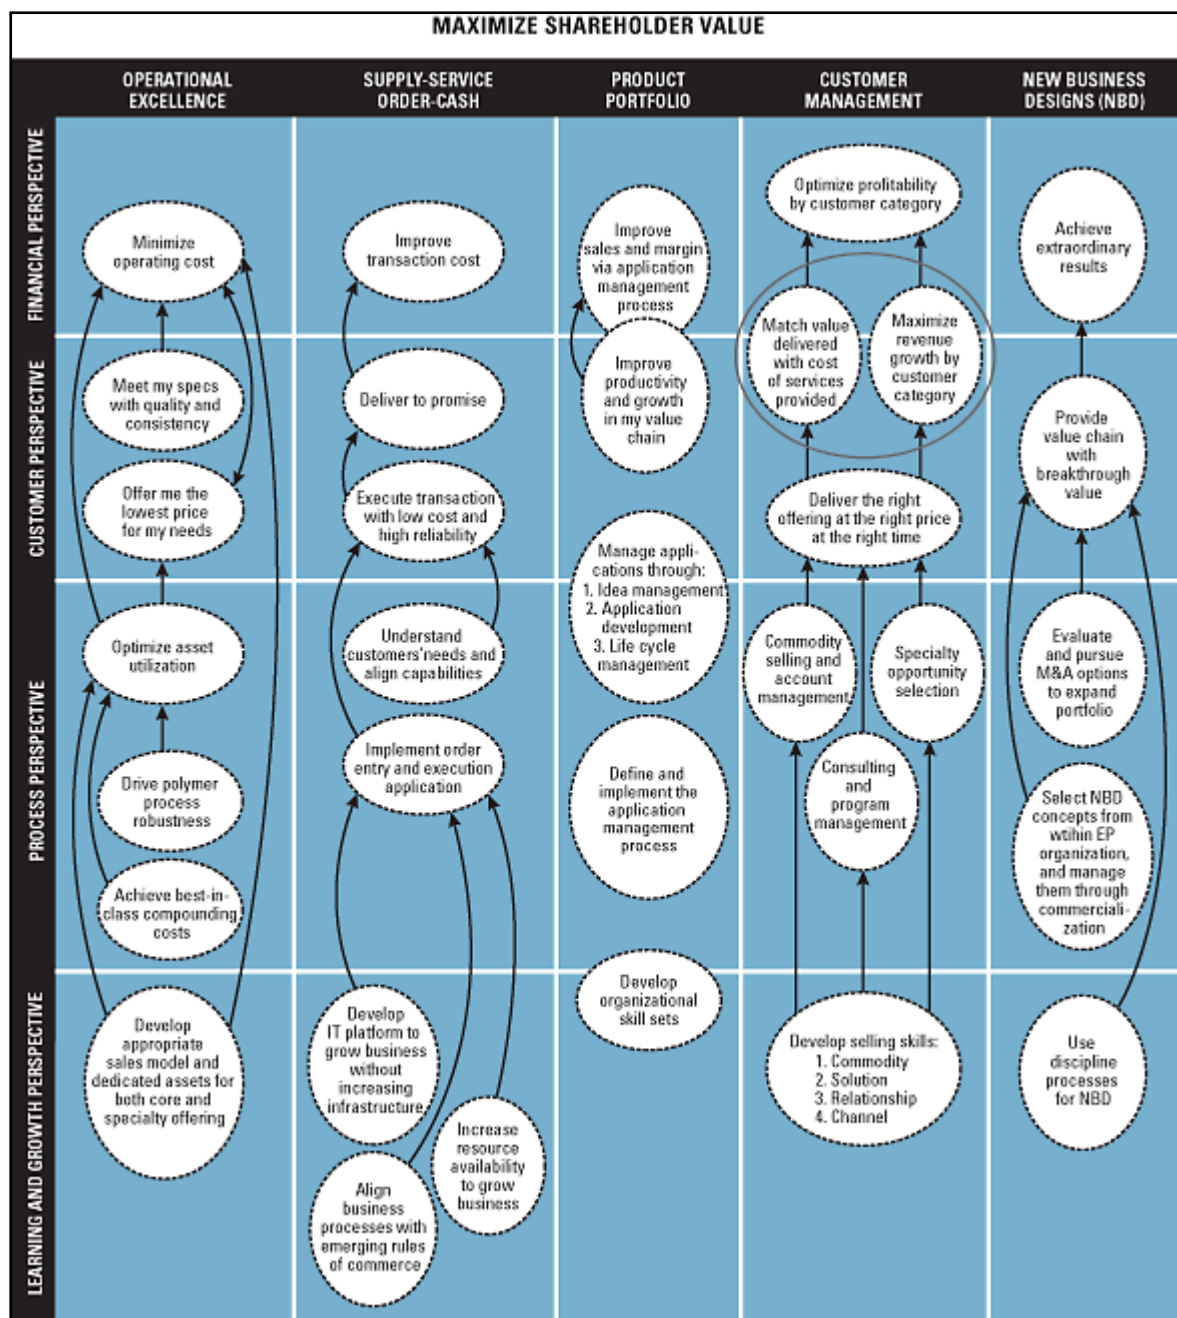 MAXIMIZE SHAREHOLDER VALUE
OPERATIONAL
EXCELLENCE
SUPPLY-SERVICE
ORDER-CASH
PRODUCT
PORTFOLIO
CUSTOMER
MANAGEMENT
NEW BUSINESS
DESIGNS (NBD)
FINANCIAL PERSPECTIVE
Minimize
operating cost
Improve
transaction cost
Improve
sales and margin
via application
management
process
Optimize profitability
by customer category
Match value
delivered
with cost
of services
provided
Maximize
revenue
growth by
customer
category
Achieve
extraordinary
results
CUSTOMER PERSPECTIVE
Meet my specs
with quality and
consistency
Offer me the
lowest price
for my needs
Deliver to promise
Execute transaction
with low cost and
high reliability
Improve
productivity
and growth
in my value
chain
Deliver the right
offering at the right price
at the right time
Provide
value chain
with
breakthrough
value
PROCESS PERSPECTIVE
Optimize asset
utilization
Drive polymer
process
robustness
Achieve best-in-
class compounding
costs
Understand
customers' needs and
align capabilities
Implement order
entry and execution
application
Manage appli-
cations through:
1. Idea management
2. Application
development
3. Life cycle
management
Define and
implement the
application
management
process
Commodity
selling and
account
management
Specialty
opportunity
selection
Consulting
and
program
management
Evaluate
and pursue
M&A options
to expand
portfolio
Select NBD
concepts from
wtihin EP
organization,
and manage
them through
commerciali-
zation
LEARNING AND GROWTH PERSPECTIVE
Develop
appropriate
sales model and
dedicated assets for
both core and
specialty offering
Develop
IT platform to
grow business
without
increasing
infrastructure
Increase
resource
availability
to grow
business
Align
business
processes with
emerging rules
of commerce
Develop
organizational
skill sets
Develop selling skills:
1. Commodity
2. Solution
3. Relationship
4. Channel
Use
discipline
processes
for NBD